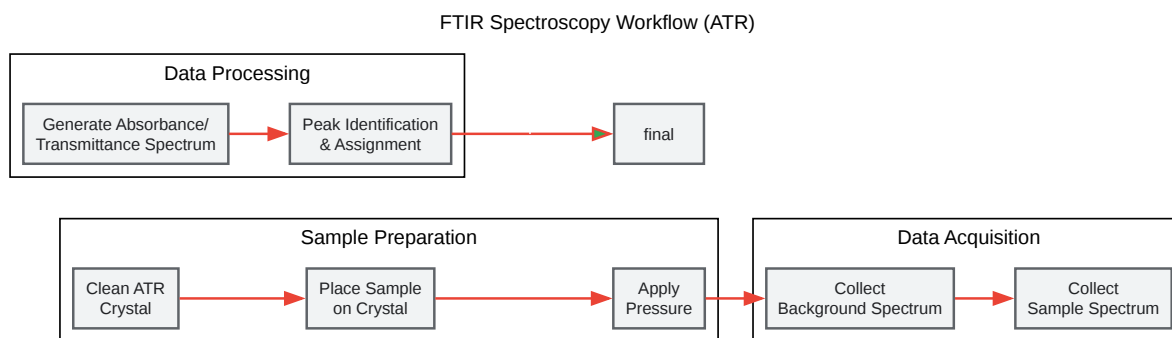 FTIR Spectroscopy Workflow (ATR)
Data Processing
Generate Absorbance/
Transmittance Spectrum
Peak Identification
& Assignment
final
Sample Preparation
Clean ATR
Crystal
Place Sample
on Crystal
Apply
Pressure
Data Acquisition
Collect
Background Spectrum
Collect
Sample Spectrum